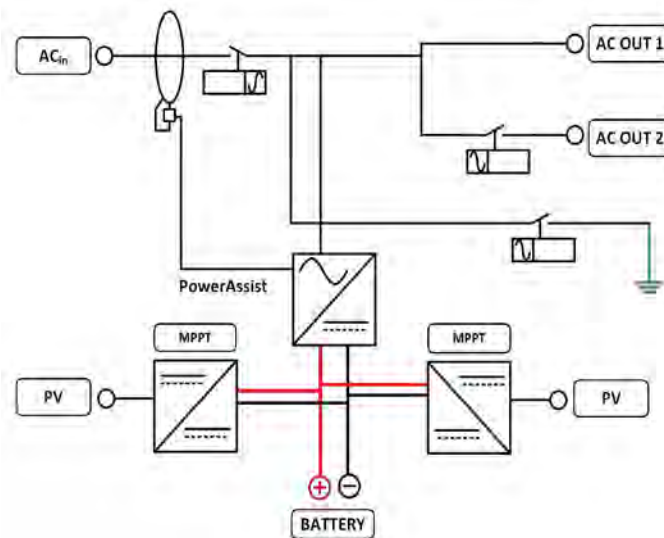 ACin
AC OUT 1
AC OUT 2
PowerAssist
MPPT
MPPT
PV
PV
+
−
BATTERY